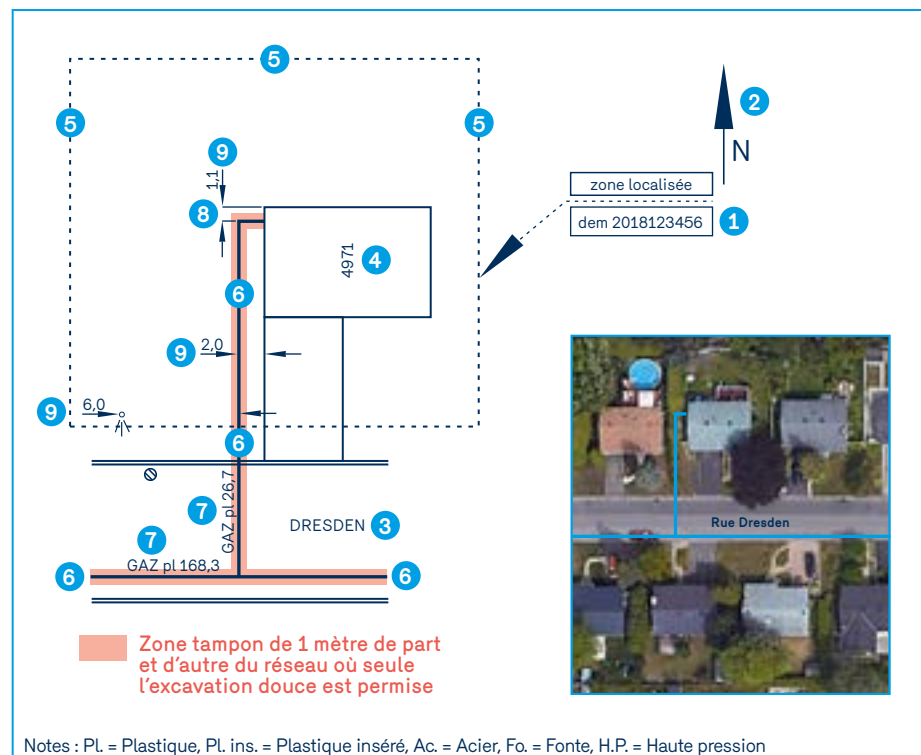 5
5
5
2
N
9
zone localisée
1,1
8
dem 2018123456
1
4971
4
6
9
2,0
9
6,0
6
7
GAZ pl 26,7
DRESDEN
3
7
GAZ pl 168,3
6
6
Rue Dresden
Zone tampon de 1 mètre de part
et d'autre du réseau où seule
l'excavation douce est permise
Notes : Pl. = Plastique, Pl. ins. = Plastique inséré, Ac. = Acier, Fo. = Fonte, H.P. = Haute pression